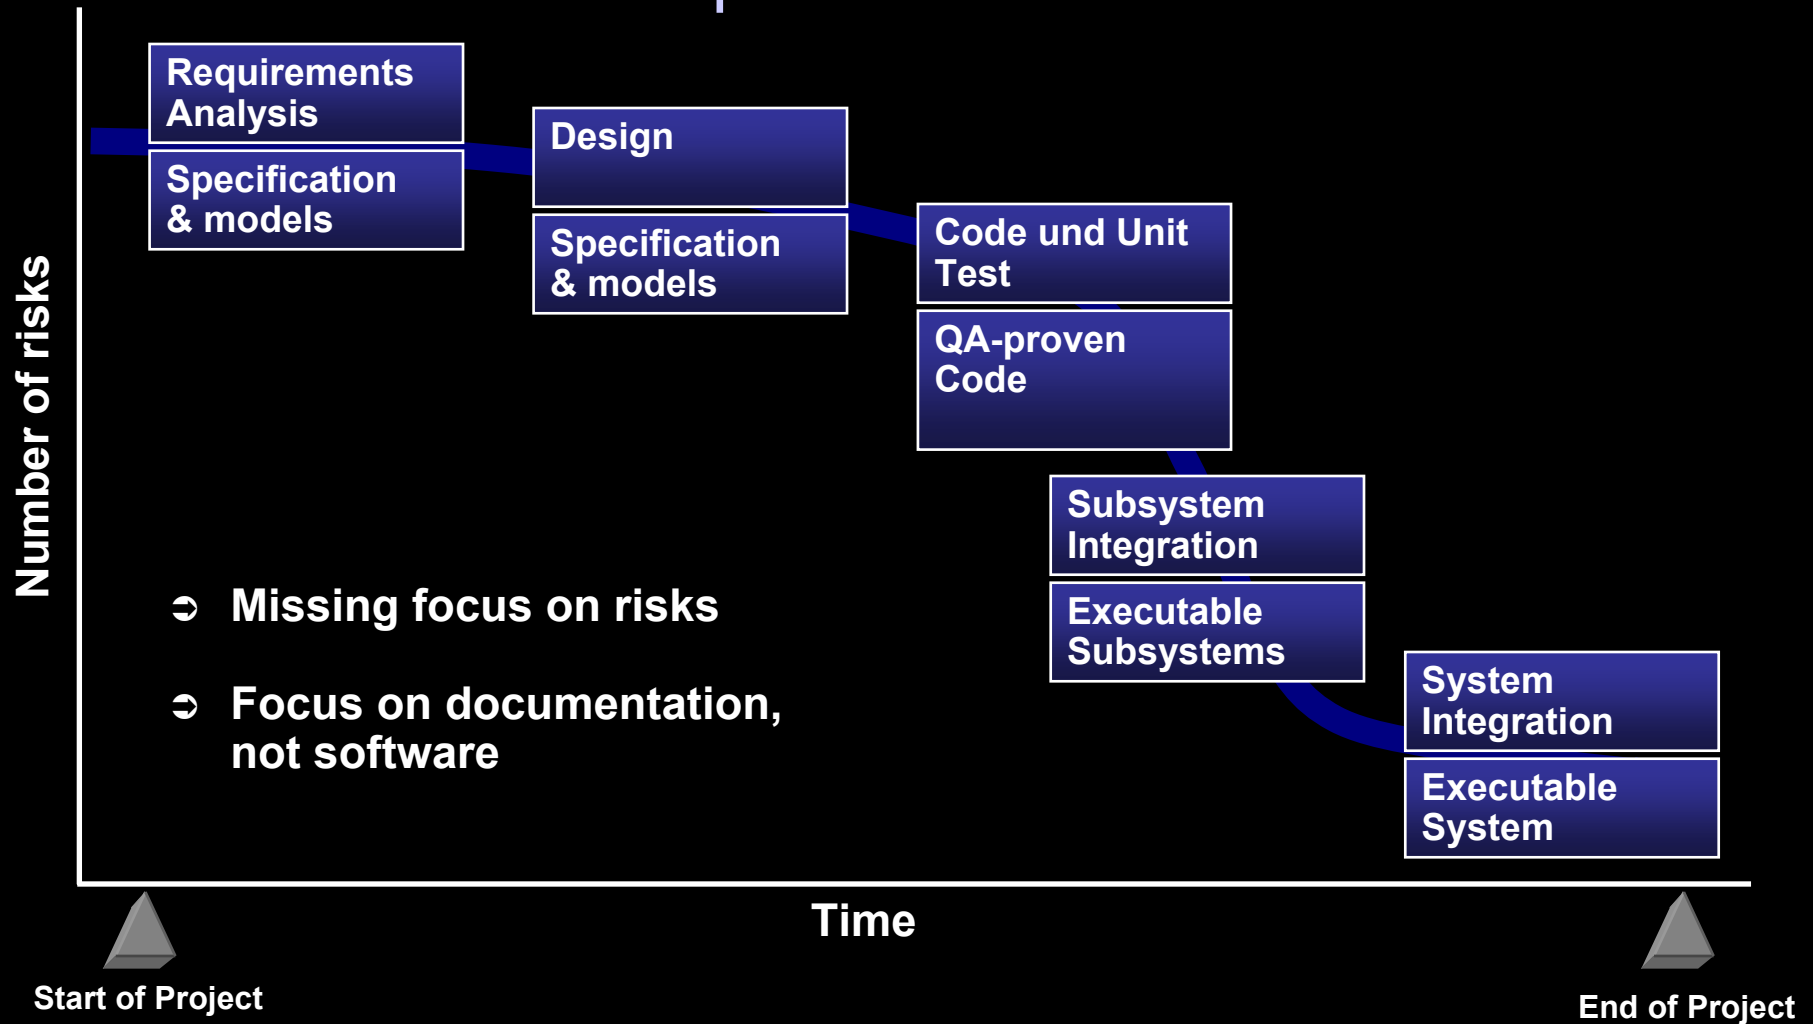 Requirements
Analysis
Specification
& models
Design
Specification
& models
Code und Unit
Test
QA-proven
Code
Subsystem
Integration
Executable
Subsystems
System
Integration
Executable
System
Number of risks
➲ Missing focus on risks
➲ Focus on documentation,
not software
Time
Start of Project
End of Project